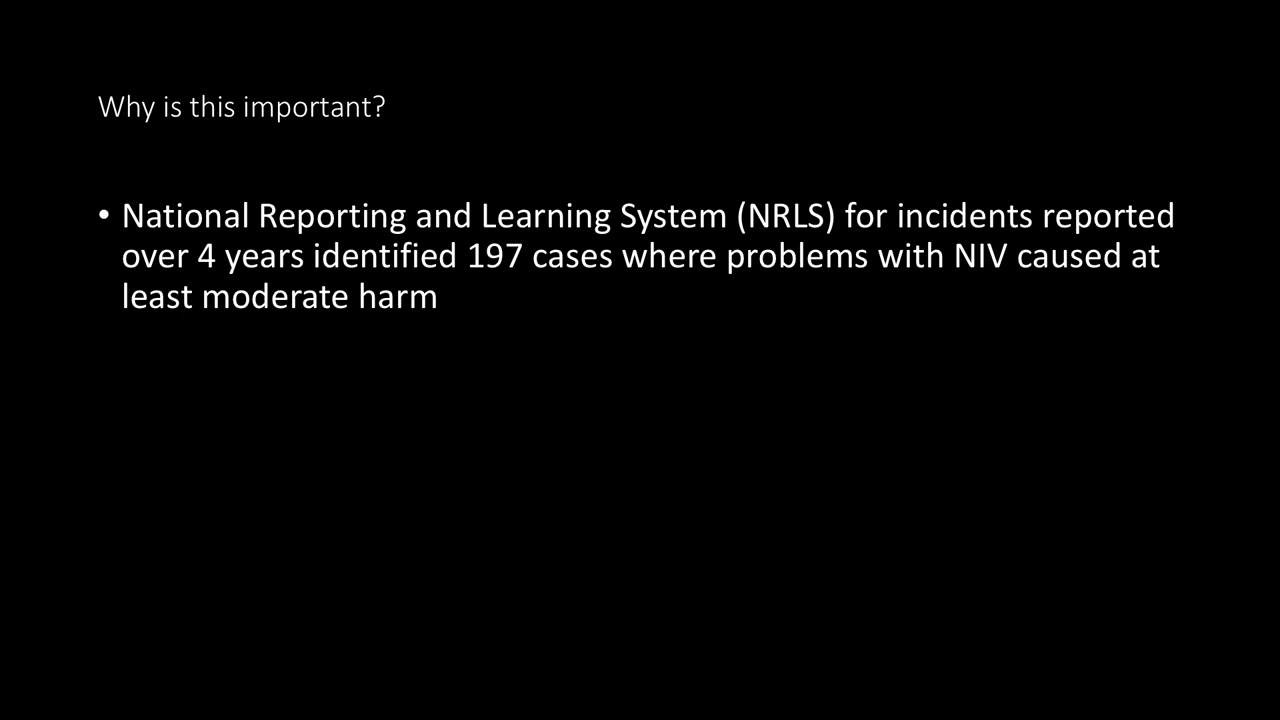 Why is this important?
• National Reporting and Learning System (NRLS) for incidents reported
over 4 years identified 197 cases where problems with NIV caused at
least moderate harm